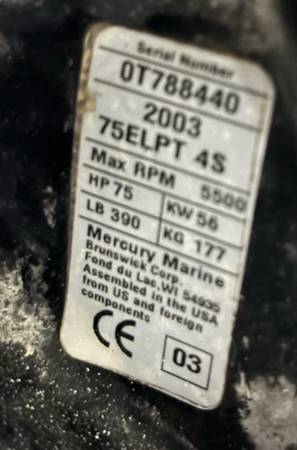 Serial Number
0T788440
2003
75ELPT 4S
Max RPM 5500
HP 75 KW 56
LB 390 KG 177
Mercury Marine
Brunswick Corp.
Fond du Lac,WI 54935
Assembled in the USA
from US and foreign
components
CE 03